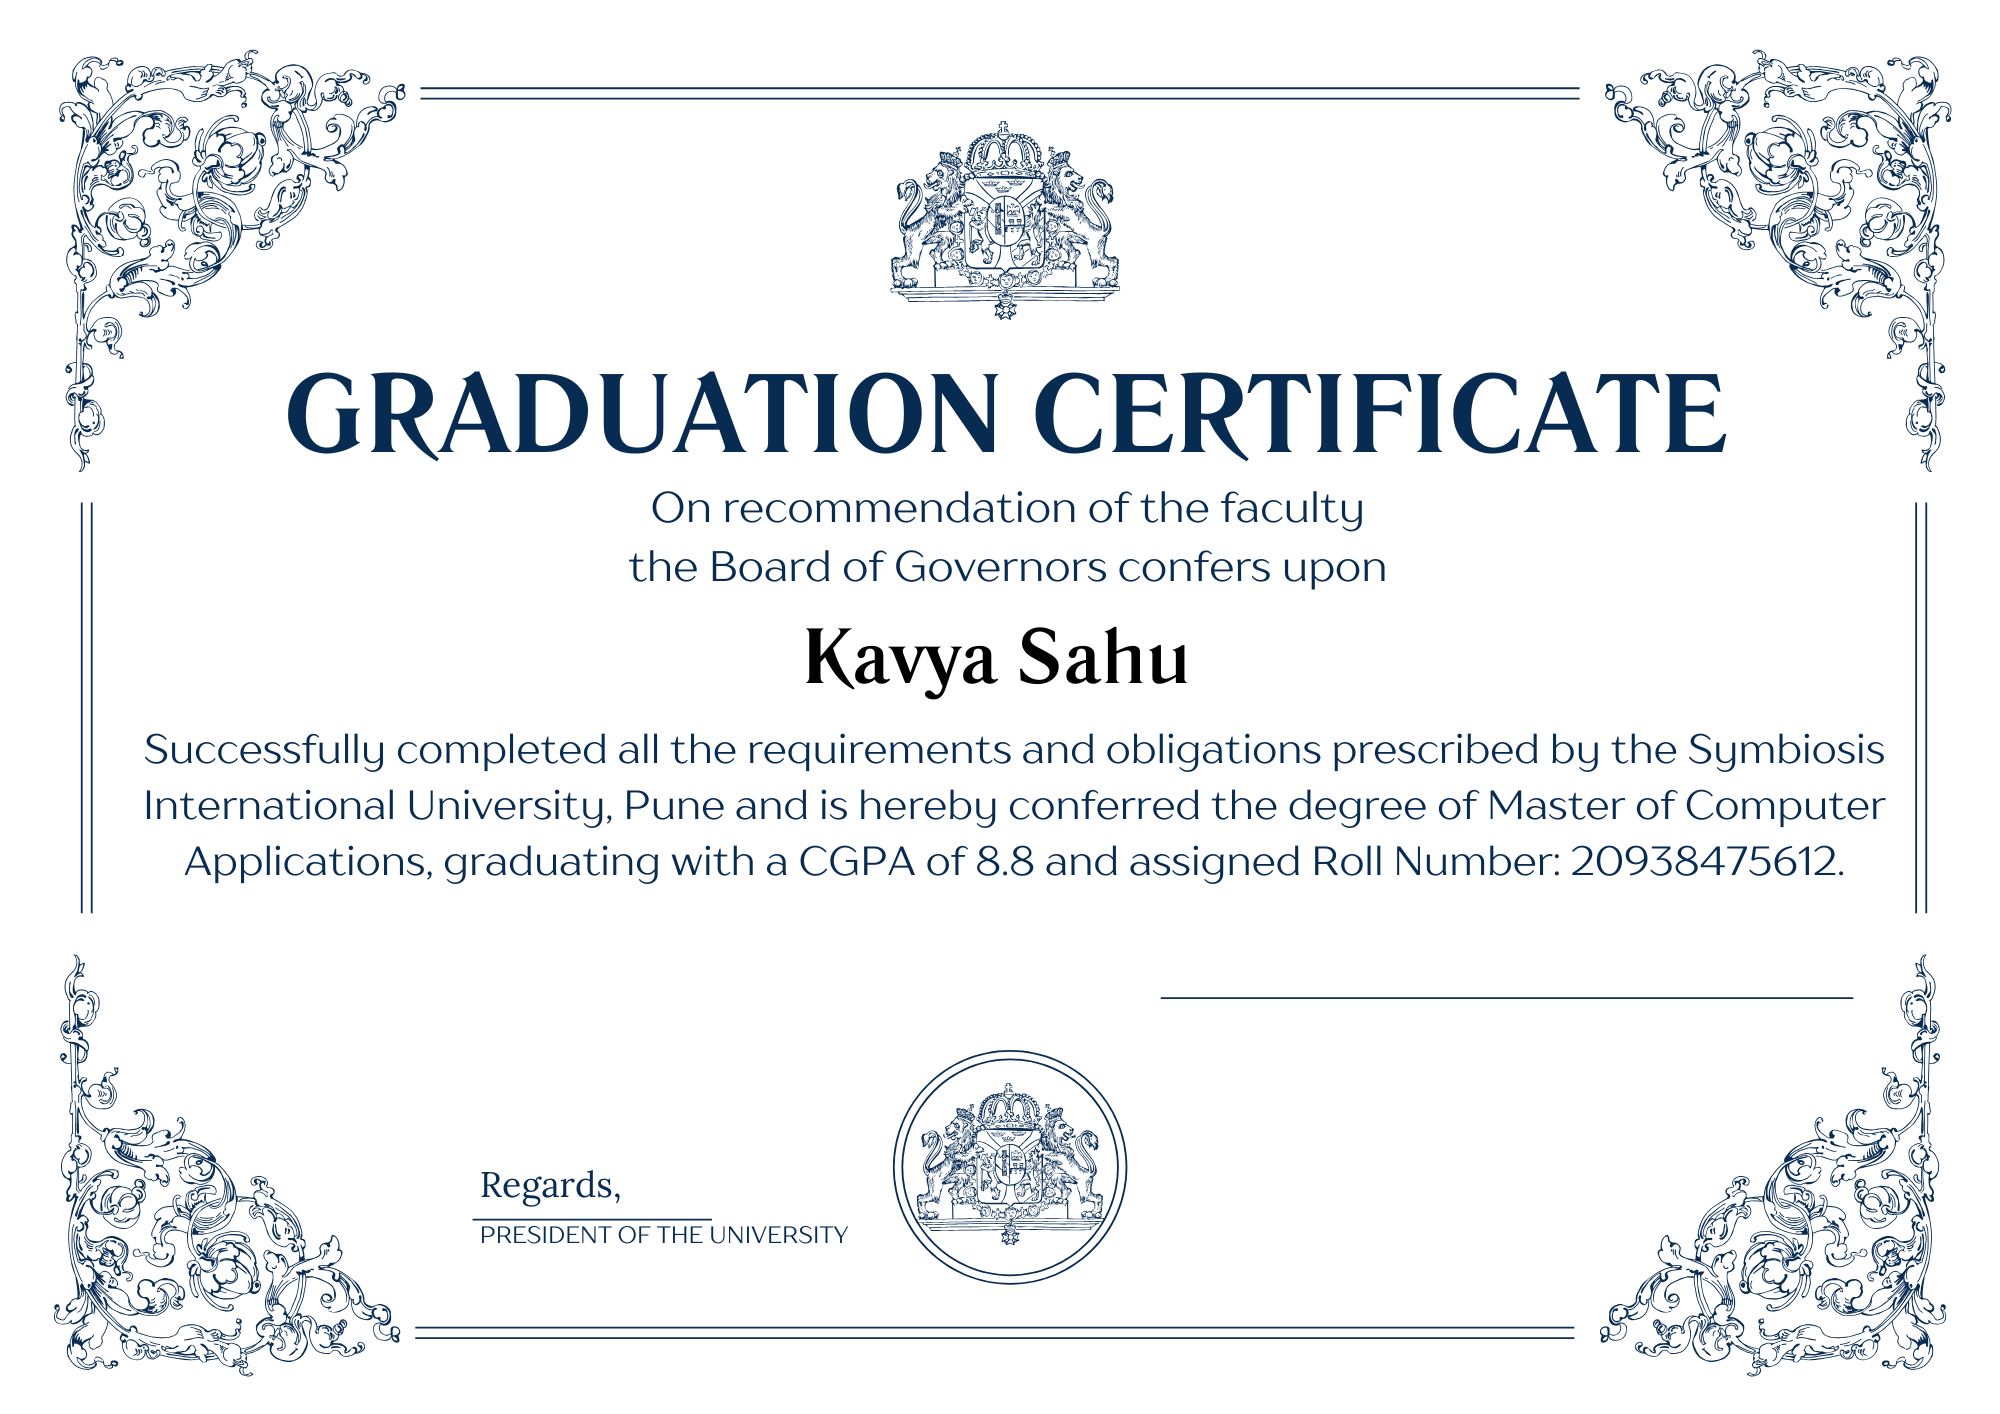 GRADUATION CERTIFICATE
On recommendation of the faculty
the Board of Governors confers upon
Kavya Sahu
Successfully completed all the requirements and obligations prescribed by the Symbiosis
International University, Pune and is hereby conferred the degree of Master of Computer
Applications, graduating with a CGPA of 8.8 and assigned Roll Number: 20938475612.
Regards,
PRESIDENT OF THE UNIVERSITY